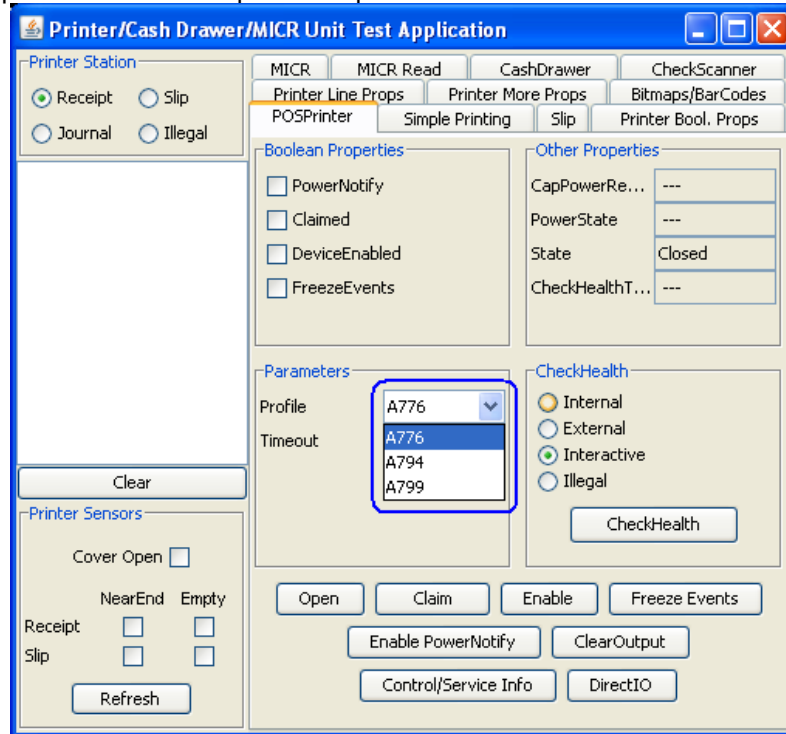 Printer/Cash Drawer/MICR Unit Test Application
Printer Station
Receipt Slip
Journal Illegal
Clear
Printer Sensors
Cover Open
NearEnd Empty
Receipt
Slip
Refresh
MICR MICR Read CashDrawer CheckScanner
Printer Line Props Printer More Props Bitmaps/BarCodes
POSPrinter Simple Printing Slip Printer Bool. Props
Boolean Properties
PowerNotify
Claimed
DeviceEnabled
FreezeEvents
Other Properties
CapPowerRe... ---
PowerState ---
State Closed
CheckHealthT... ---
Parameters
Profile A776
Timeout A776
A794
A799
CheckHealth
Internal
External
Interactive
Illegal
CheckHealth
Open Claim Enable Freeze Events
Enable PowerNotify ClearOutput
Control/Service Info DirectIO